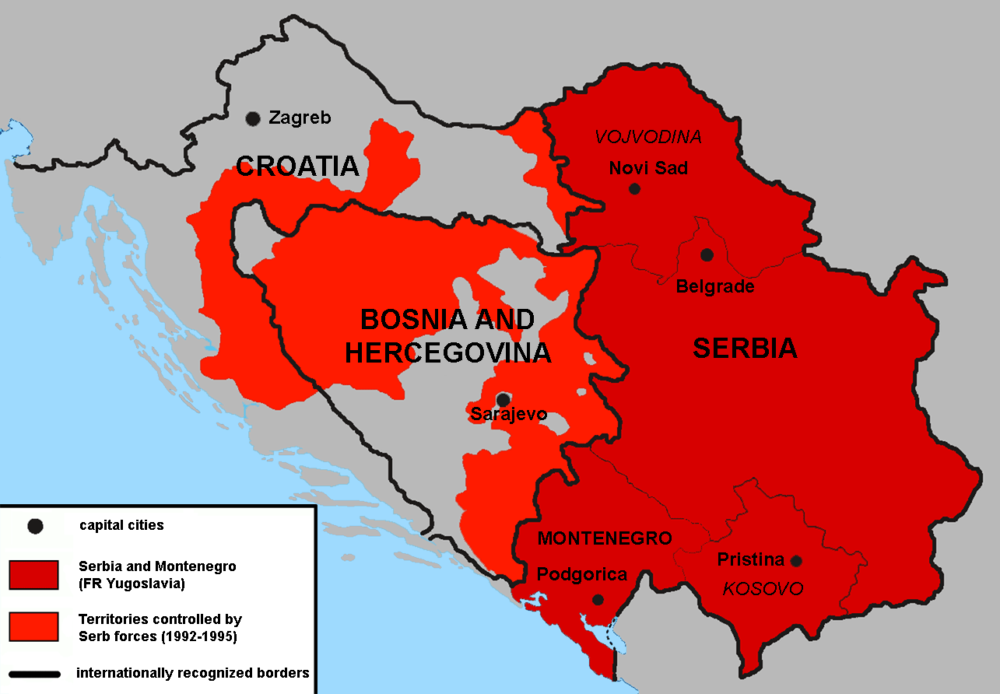 Zagreb
CROATIA
VOJVODINA
Novi Sad
Belgrade
BOSNIA AND
HERCEGOVINA
SERBIA
Sarajevo
MONTENEGRO
Podgorica
Pristina
KOSOVO
capital cities
Serbia and Montenegro
(FR Yugoslavia)
Territories controlled by
Serb forces (1992-1995)
internationally recognized borders